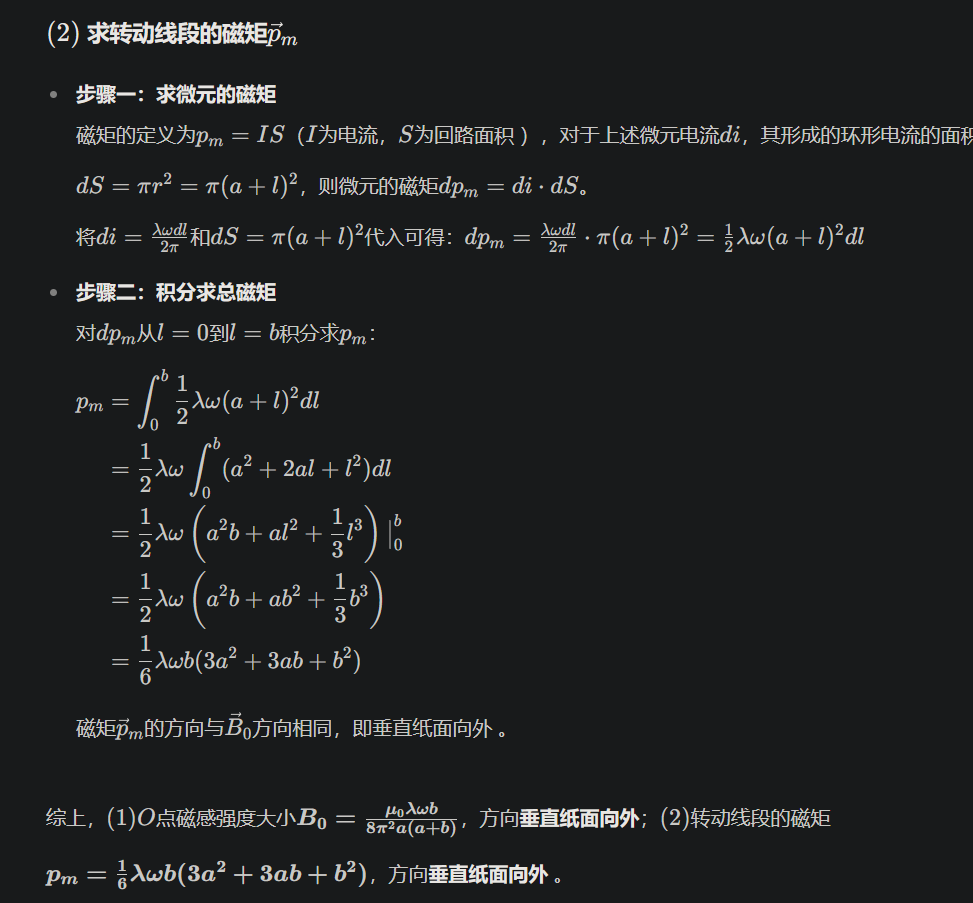 (2) 求转动线段的磁矩$\vec{p}_m$
• 步骤一：求微元的磁矩
磁矩的定义为$p_m = IS$（$I$为电流，$S$为回路面积 ），对于上述微元电流$di$，其形成的环形电流的面积
$dS = \pi r^2 = \pi(a + l)^2$，则微元的磁矩$dp_m = di \cdot dS$。
将$di = \frac{\lambda\omega dl}{2\pi}$和$dS = \pi(a + l)^2$代入可得：$dp_m = \frac{\lambda\omega dl}{2\pi} \cdot \pi(a + l)^2 = \frac{1}{2}\lambda\omega(a + l)^2 dl$
• 步骤二：积分求总磁矩
对$dp_m$从$l = 0$到$l = b$积分求$p_m$：
$p_m = \int_0^b \frac{1}{2}\lambda\omega(a + l)^2 dl$
$= \frac{1}{2}\lambda\omega \int_0^b (a^2 + 2al + l^2)dl$
$= \frac{1}{2}\lambda\omega \left( a^2b + al^2 + \frac{1}{3}l^3 \right) |_0^b$
$= \frac{1}{2}\lambda\omega \left( a^2b + ab^2 + \frac{1}{3}b^3 \right)$
$= \frac{1}{6}\lambda\omega b(3a^2 + 3ab + b^2)$
磁矩$\vec{p}_m$的方向与$\vec{B}_0$方向相同，即垂直纸面向外 。
综上，(1)$O$点磁感强度大小$B_0 = \frac{\mu_0\lambda\omega b}{8\pi^2 a(a+b)}$，方向垂直纸面向外；(2)转动线段的磁矩
$p_m = \frac{1}{6}\lambda\omega b(3a^2 + 3ab + b^2)$，方向垂直纸面向外 。